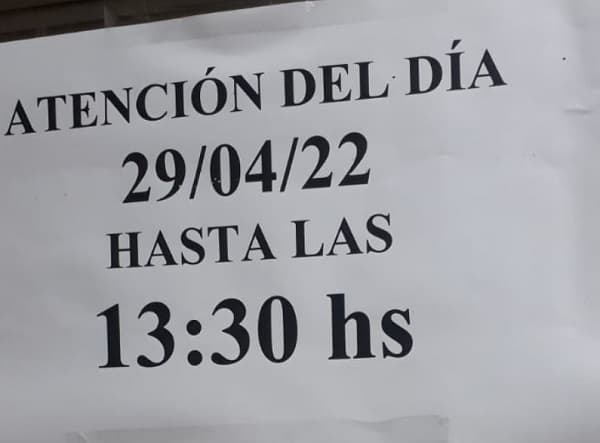 ATENCIÓN DEL DÍA
29/04/22
HASTA LAS
13:30 hs